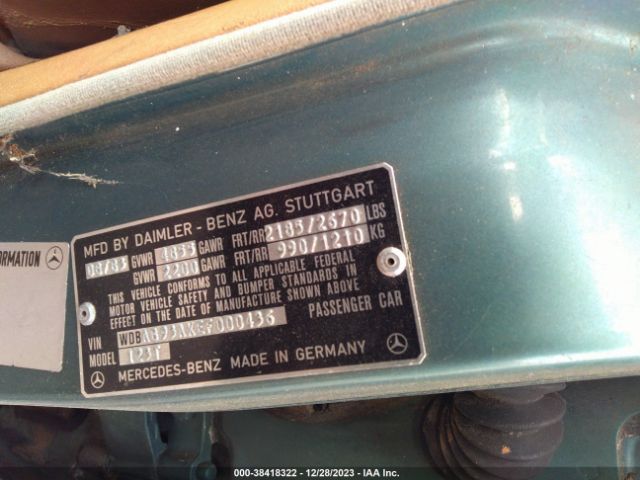 ORMATION
MFD BY DAIMLER - BENZ AG. STUTTGART
08/85 GVWR 4835 GAWR FRT/RR 2185/2670 LBS
GVWR 2200 GAWR FRT/RR 990/1210 KG
THIS VEHICLE CONFORMS TO ALL APPLICABLE FEDERAL
MOTOR VEHICLE SAFETY AND BUMPER STANDARDS IN
EFFECT ON THE DATE OF MANUFACTURE SHOWN ABOVE
VIN PASSENGER CAR
MODEL 123T
MERCEDES-BENZ MADE IN GERMANY
000-38418322 | 12/28/2023 - IAA Inc.